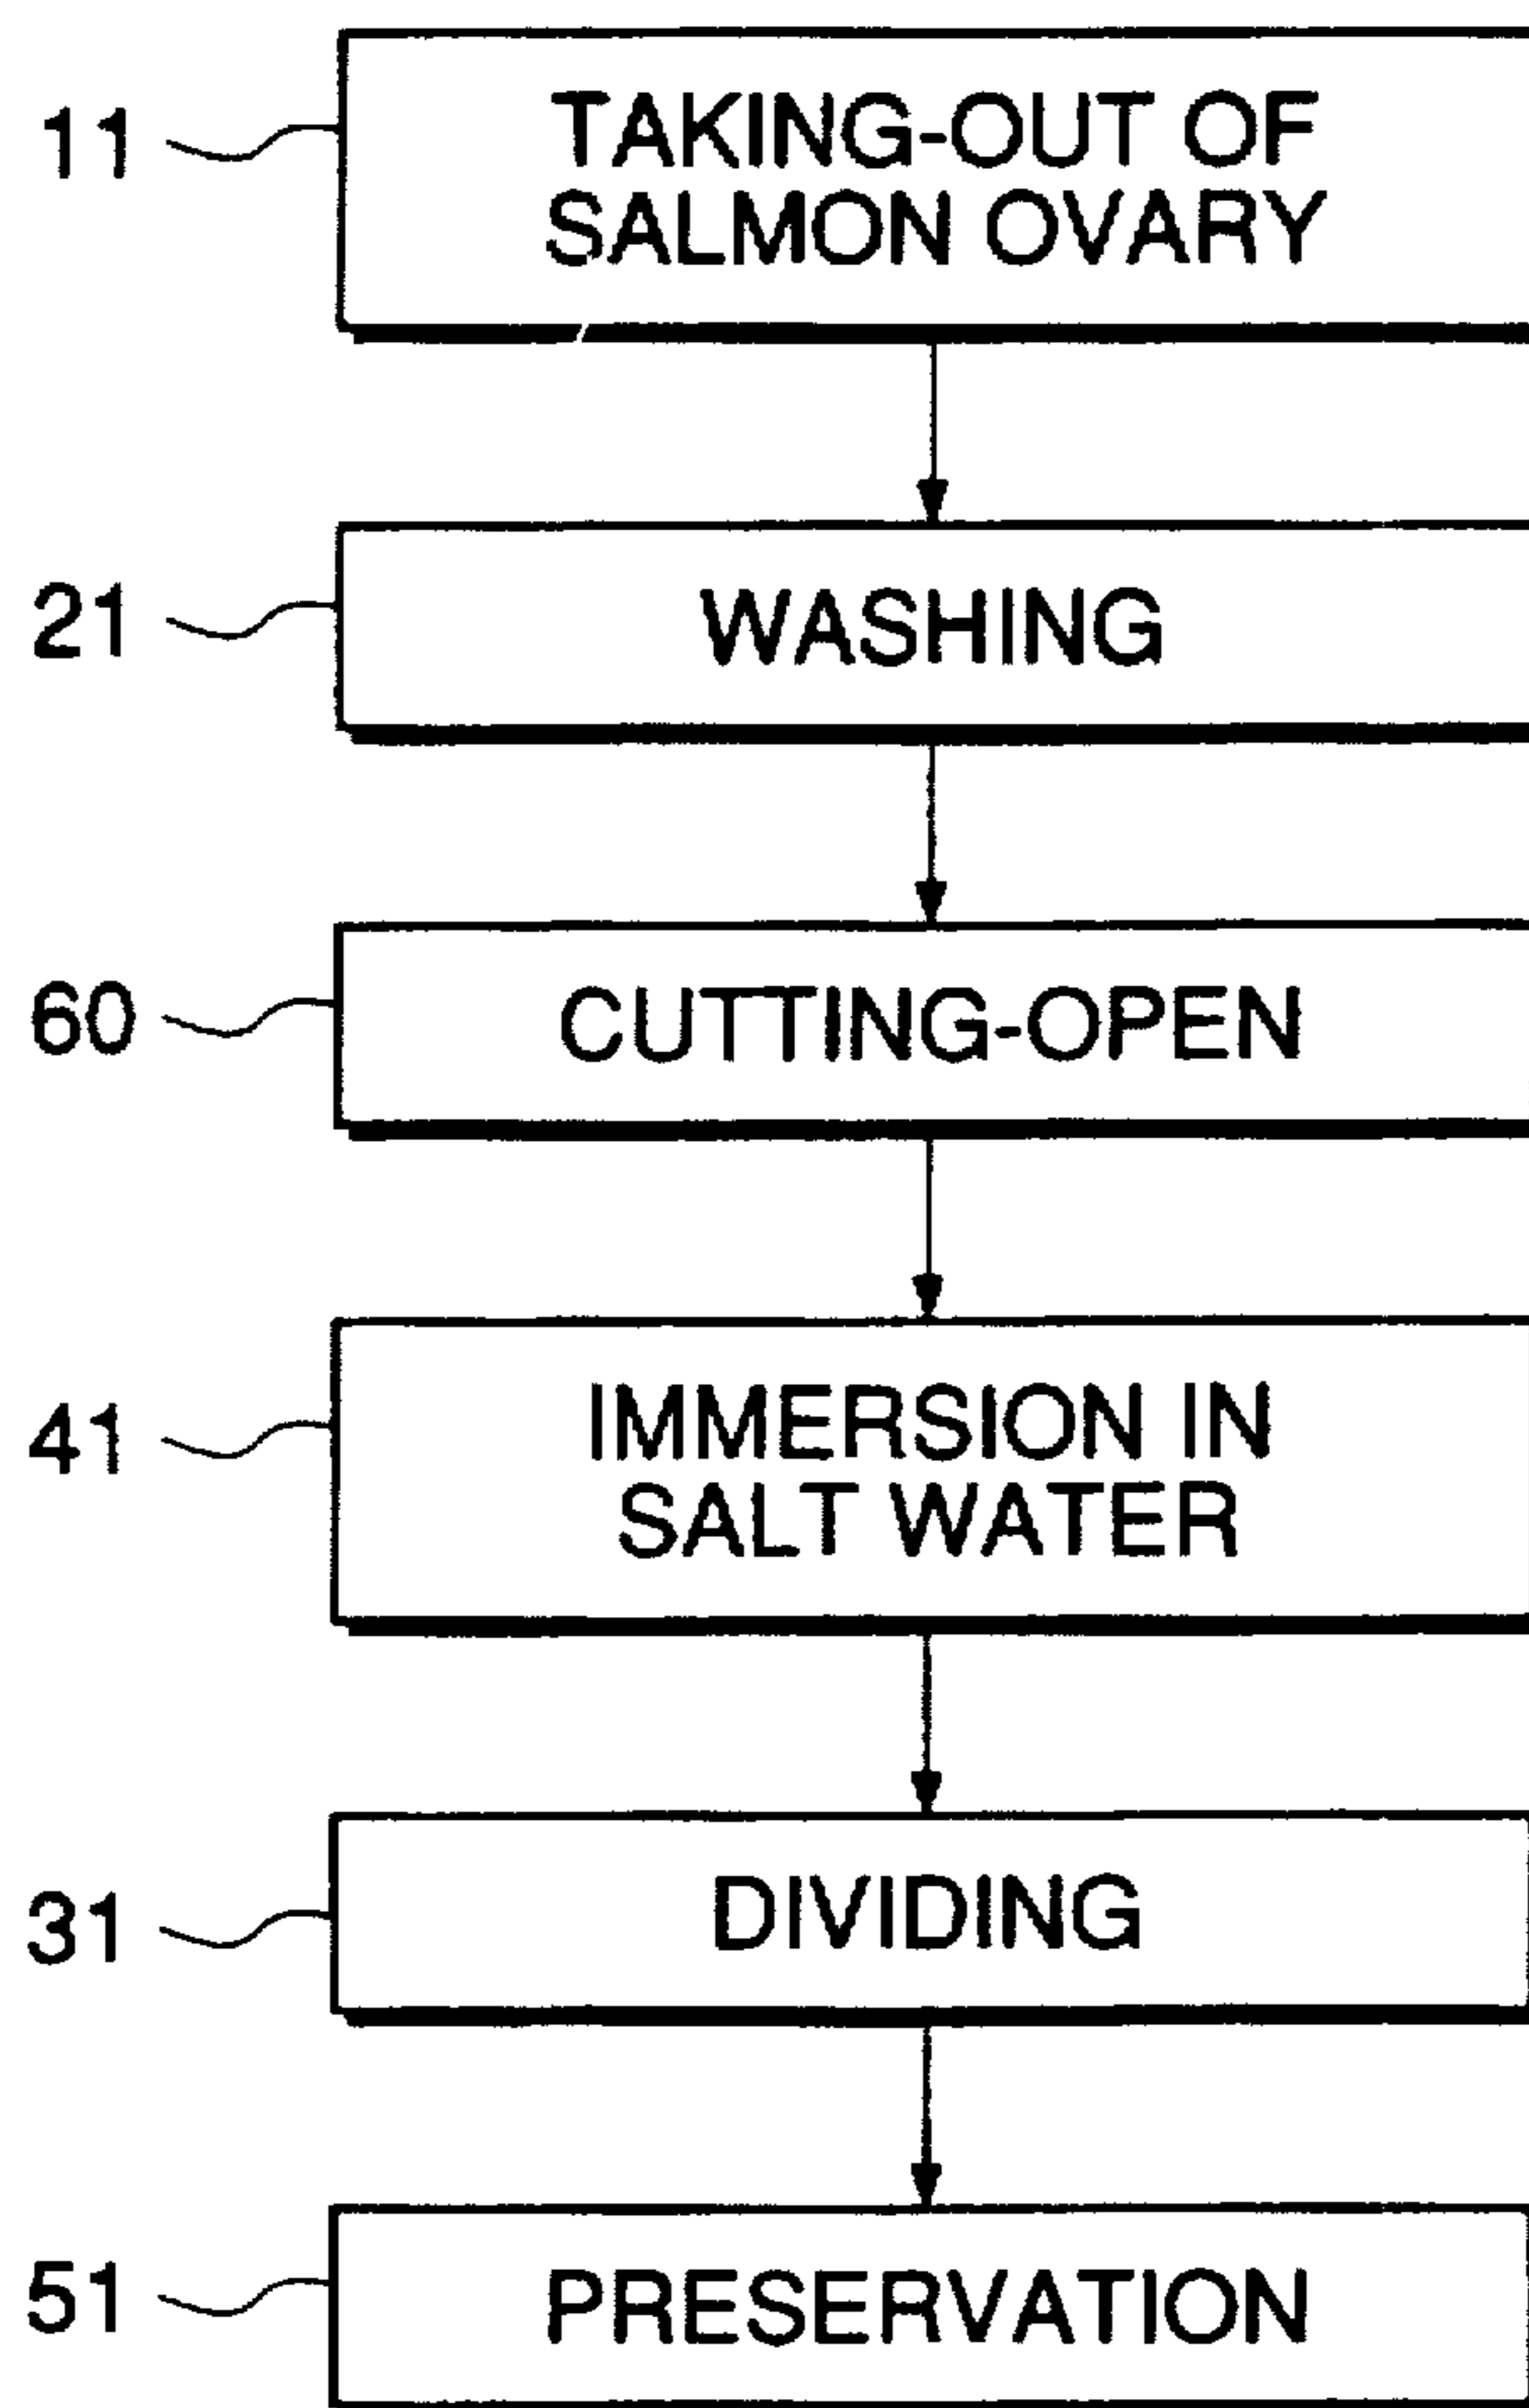 11
TAKING-OUT OF
SALMON OVARY
21
WASHING
60
CUTTING-OPEN
41
IMMERSION IN
SALT WATER
31
DIVIDING
51
PRESERVATION